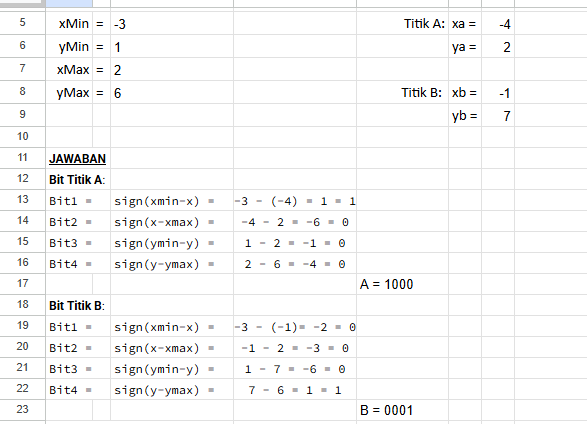 5 xMin = -3 Titik A: xa = -4
6 yMin = 1 ya = 2
7 xMax = 2
8 yMax = 6 Titik B: xb = -1
9 yb = 7
10
11 JAWABAN
12 Bit Titik A:
13 Bit1 = sign(xmin-x) = -3 - (-4) = 1 = 1
14 Bit2 = sign(x-xmax) = -4 - 2 = -6 = 0
15 Bit3 = sign(ymin-y) = 1 - 2 = -1 = 0
16 Bit4 = sign(y-ymax) = 2 - 6 = -4 = 0
17 A = 1000
18 Bit Titik B:
19 Bit1 = sign(xmin-x) = -3 - (-1)= -2 = 0
20 Bit2 = sign(x-xmax) = -1 - 2 = -3 = 0
21 Bit3 = sign(ymin-y) = 1 - 7 = -6 = 0
22 Bit4 = sign(y-ymax) = 7 - 6 = 1 = 1
23 B = 0001